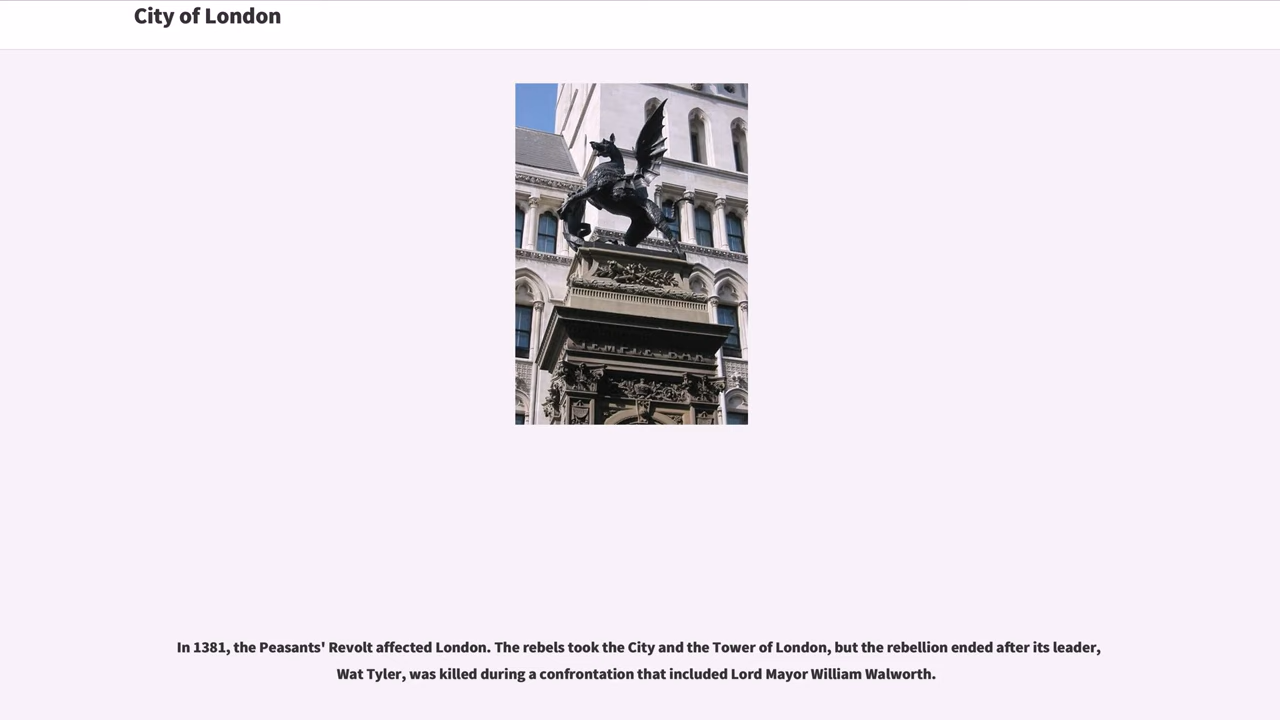 City of London
In 1381, the Peasants' Revolt affected London. The rebels took the City and the Tower of London, but the rebellion ended after its leader,
Wat Tyler, was killed during a confrontation that included Lord Mayor William Walworth.